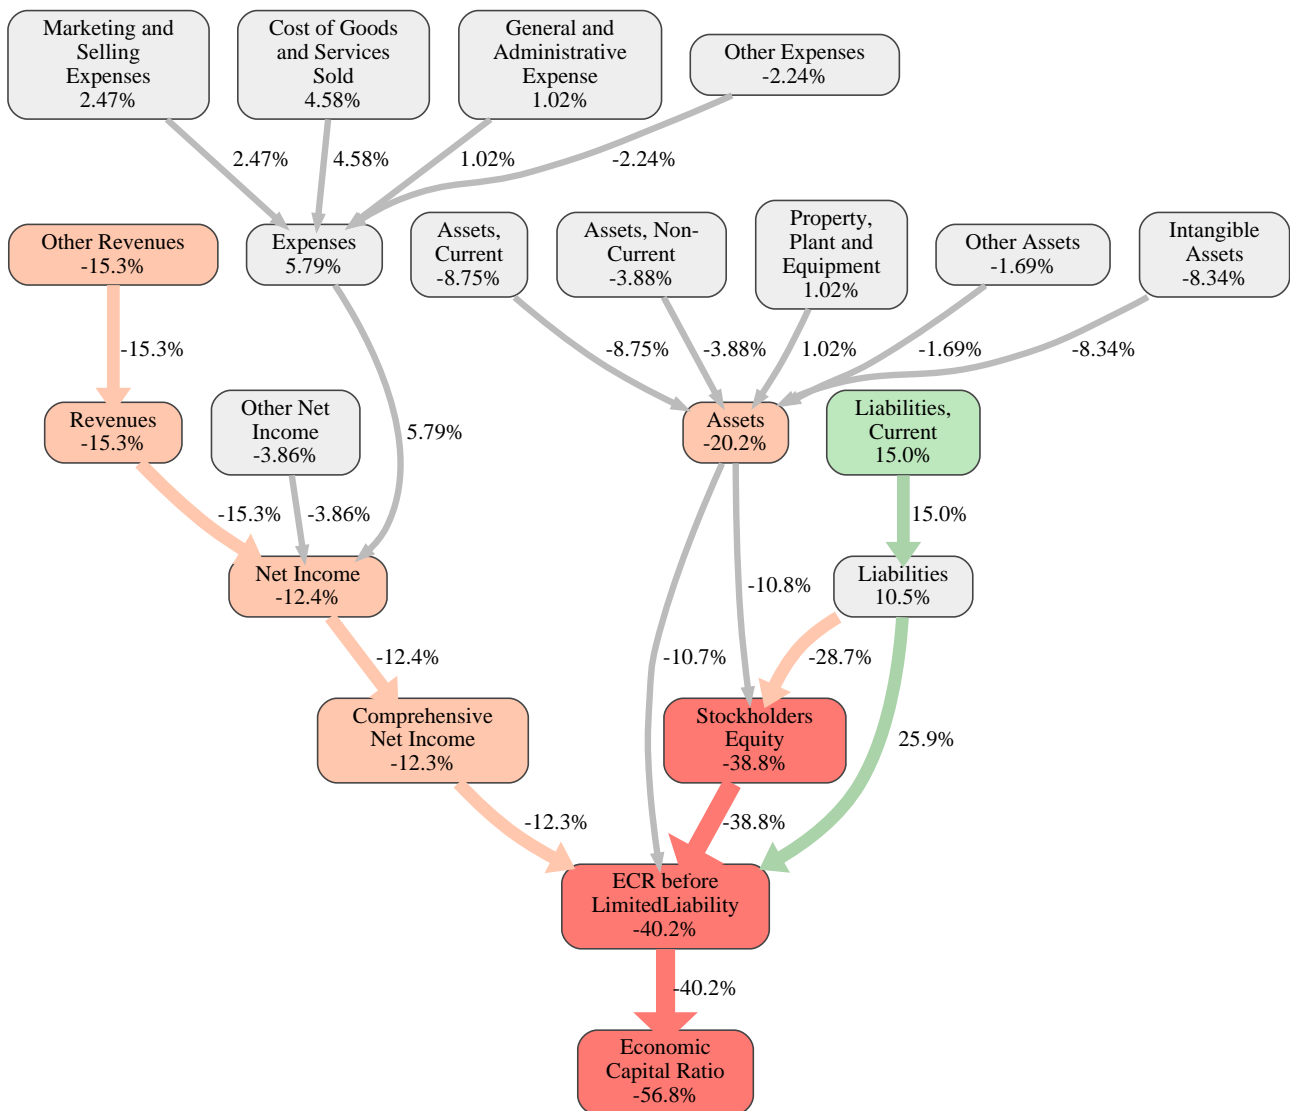 Marketing and
Selling
Expenses
2.47%
Cost of Goods
and Services
Sold
4.58%
General and
Administrative
Expense
1.02%
Other Expenses
-2.24%
2.47%
4.58%
1.02%
-2.24%
Other Revenues
-15.3%
Expenses
5.79%
Assets,
Current
-8.75%
Assets, Non-
Current
-3.88%
Property,
Plant and
Equipment
1.02%
Other Assets
-1.69%
Intangible
Assets
-8.34%
-15.3%
-8.75%
-3.88%
1.02%
-1.69%
-8.34%
Revenues
-15.3%
Other Net
Income
-3.86%
5.79%
Assets
-20.2%
Liabilities,
Current
15.0%
-15.3%
-3.86%
15.0%
Net Income
-12.4%
-10.8%
Liabilities
10.5%
-12.4%
-10.7%
-28.7%
Comprehensive
Net Income
-12.3%
Stockholders
Equity
-38.8%
25.9%
-12.3%
-38.8%
ECR before
LimitedLiability
-40.2%
-40.2%
Economic
Capital Ratio
-56.8%